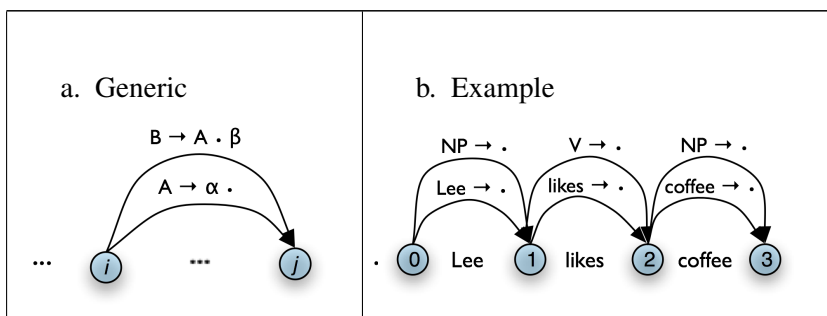 a. Generic
B → A • β
A → α •
... i ... j
b. Example
NP → • V → • NP → •
Lee → • likes → • coffee → •
. 0 Lee 1 likes 2 coffee 3